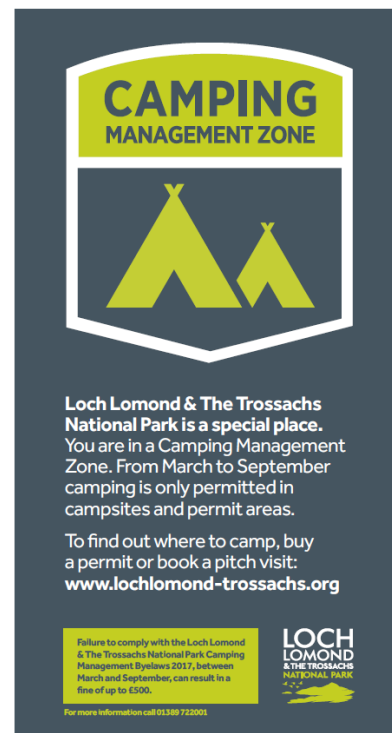 CAMPING
MANAGEMENT ZONE
Loch Lomond & The Trossachs
National Park is a special place.
You are in a Camping Management
Zone. From March to September
camping is only permitted in
campsites and permit areas.
To find out where to camp, buy
a permit or book a pitch visit:
www.lochlomond-trossachs.org
Failure to comply with the Loch Lomond
& The Trossachs National Park Camping
Management Byelaws 2017, between
March and September, can result in a
fine of up to £500.
For more information call 01389 722001
LOCH
LOMOND
& THE TROSSACHS
NATIONAL PARK